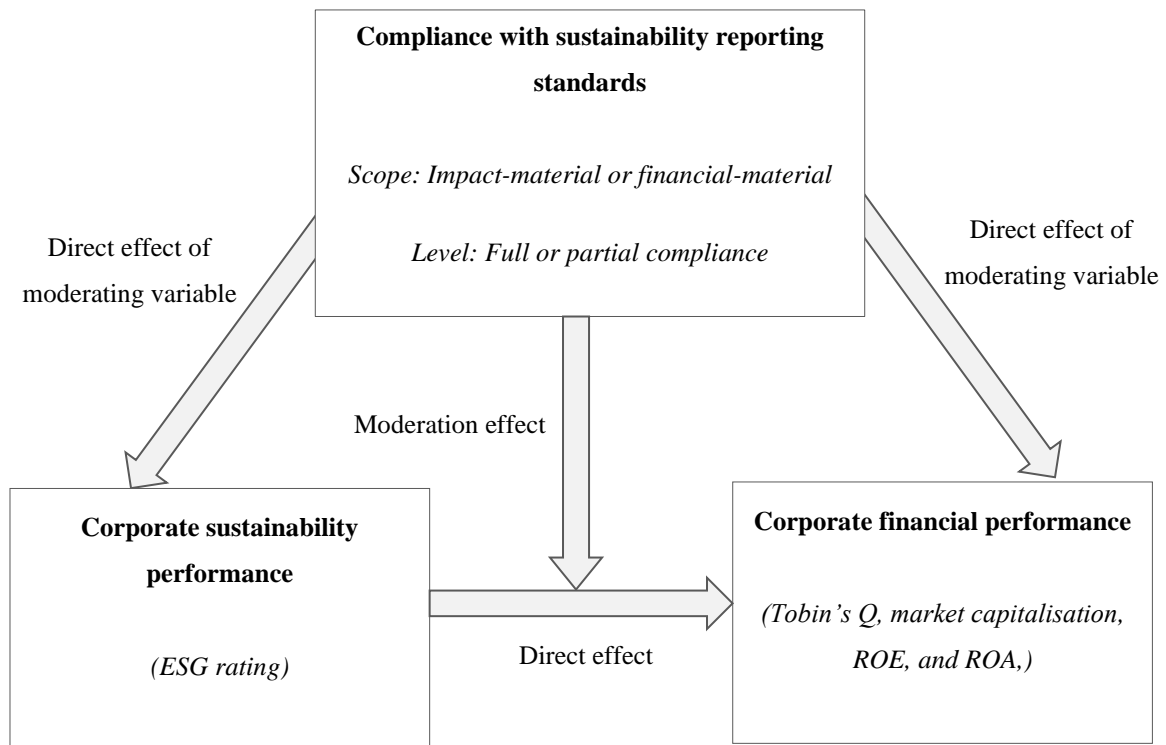 Compliance with sustainability reporting
standards
Scope: Impact-material or financial-material
Level: Full or partial compliance
Direct effect of
moderating variable
Direct effect of
moderating variable
Moderation effect
Corporate sustainability
performance
(ESG rating)
Direct effect
Corporate financial performance
(Tobin’s Q, market capitalisation,
ROE, and ROA,)